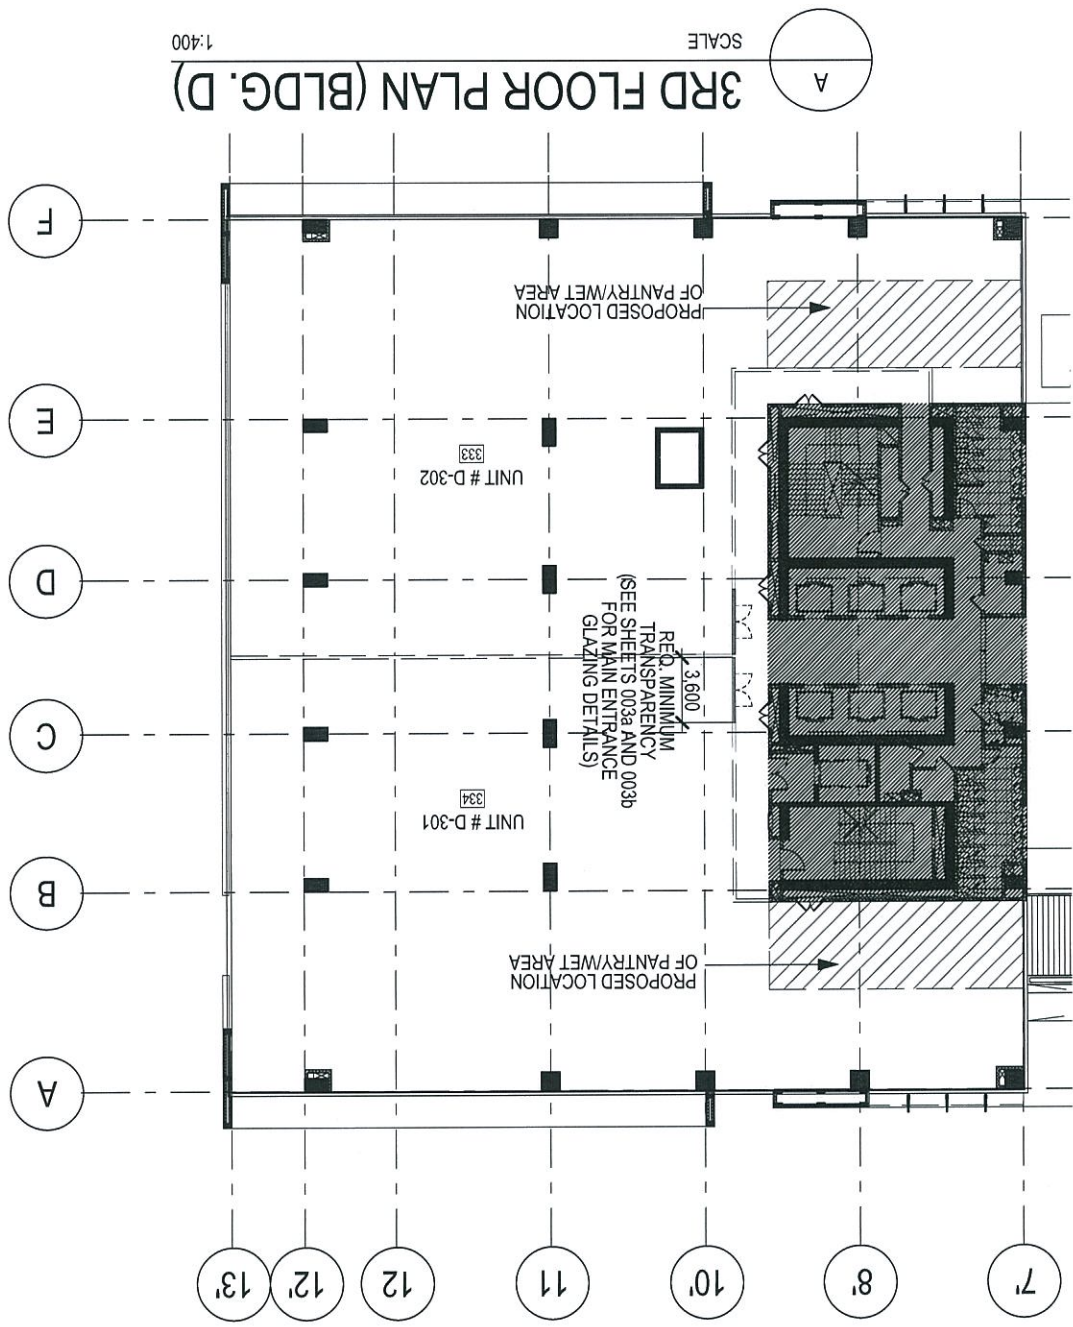 7'
8'
10'
11
12
12'
13'
A
PROPOSED LOCATION
OF PANTRY/WET AREA
B
UNIT # D-301
334
C
3,600
REQ. MINIMUM
TRANSPARENCY
(SEE SHEETS 003a AND 003b
FOR MAIN ENTRANCE
GLAZING DETAILS)
D
UNIT # D-302
333
E
PROPOSED LOCATION
OF PANTRY/WET AREA
F
A
3RD FLOOR PLAN (BLDG. D)
SCALE
1:400